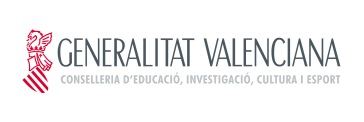 GENERALITAT VALENCIANA
CONSELLERIA D'EDUCACIÓ, INVESTIGACIÓ, CULTURA I ESPORT